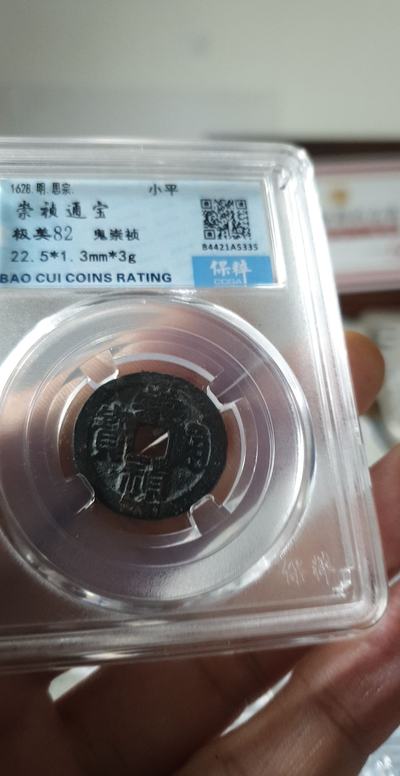 1628.明.思宗. 小平
崇祯通宝
极美82 鬼崇祯
B4421A5335
22.5*1.3mm*3g
保粹
BAO CUI COINS RATING